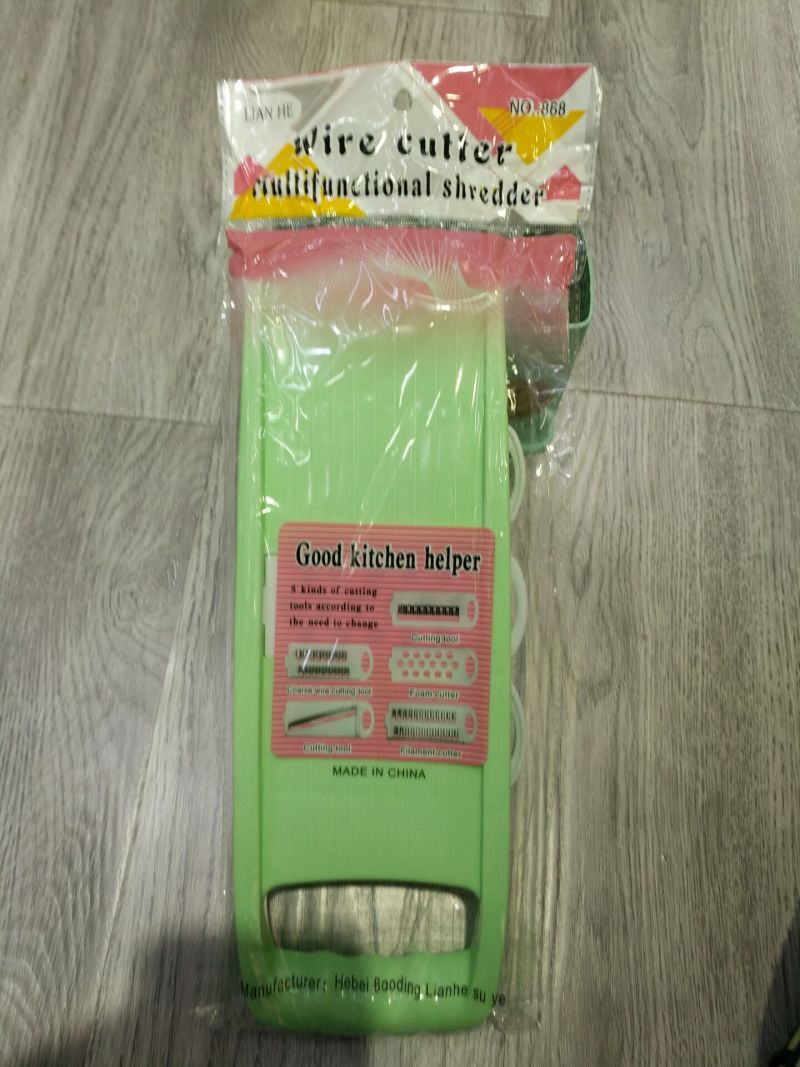 LIAN HE
NO.868
Wire cutter
Multifunctional shredder
Good kitchen helper
5 kinds of cutting
tools according to
the need to change
Cutting tool
Coarse wire cutting tool
Foam cutter
Cutting tool
Filament cutter
MADE IN CHINA
Manufacturer: Hebei Baoding Lianhe su ye